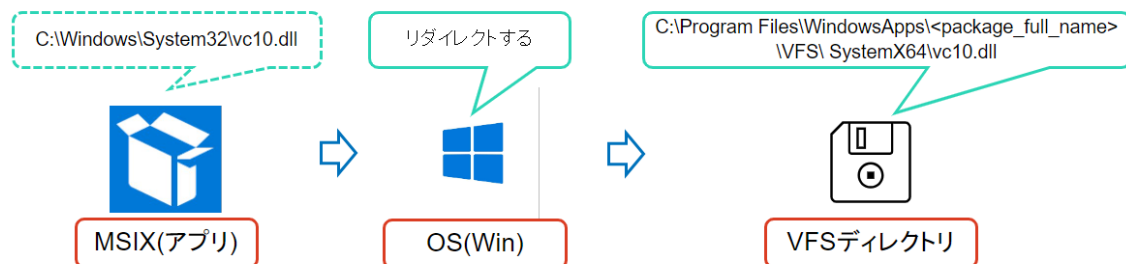 C:\Windows\System32\vc10.dll
リダイレクトする
C:\Program Files\WindowsApps\<package_full_name>
\VFS\ SystemX64\vc10.dll
MSIX(アプリ)
OS(Win)
VFSディレクトリ